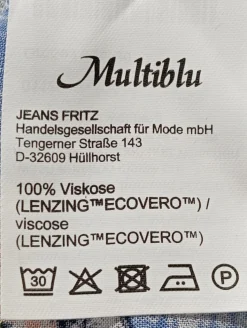 Multiblu
JEANS FRITZ
Handelsgesellschaft für Mode mbH
Tengerner Straße 143
D-32609 Hüllhorst
100% Viskose
(LENZING™ECOVERO™) /
viscose
(LENZING™ECOVERO™)
30 P